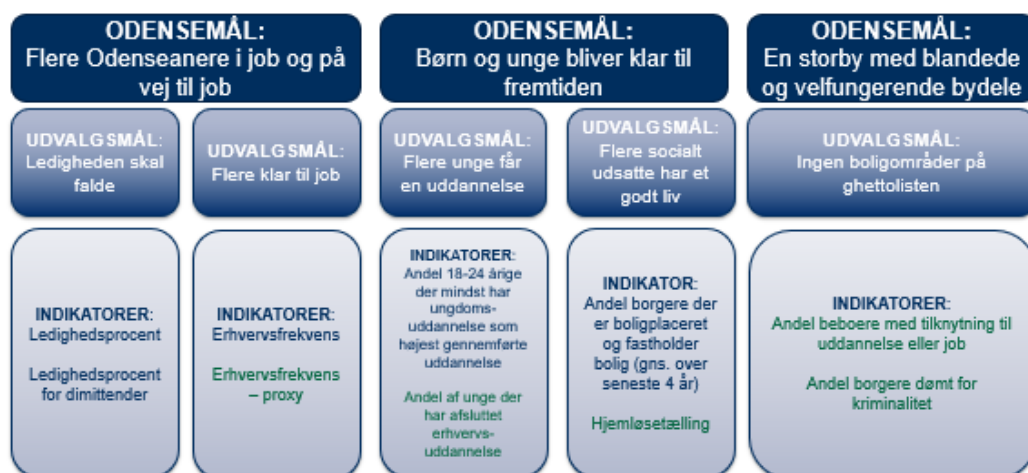 ODENSEMÅL:
Flere Odenseanere i job og på
vej til job
ODENSEMÅL:
Børn og unge bliver klar til
fremtiden
ODENSEMÅL:
En storby med blandede
og velfungerende bydele
UDVALGSMÅL:
Ledigheden skal
falde
UDVALGSMÅL:
Flere klar til job
UDVALGSMÅL:
Flere unge får
en uddannelse
UDVALGSMÅL:
Flere socialt
udsatte har et
godt liv
UDVALGSMÅL:
Ingen boligområder på
ghettolisten
INDIKATORER:
Ledighedsprocent
Ledighedsprocent
for dimittender
INDIKATORER:
Erhvervsfrekvens
Erhvervsfrekvens
– proxy
INDIKATORER:
Andel 18-24 årige
der mindst har
ungdoms-
uddannelse som
højest gennemførte
uddannelse
Andel af unge der
har afsluttet
erhvervs-
uddannelse
INDIKATOR:
Andel borgere der
er boligplaceret
og fastholder
bolig (gns. over
seneste 4 år)
Hjemløsetælling
INDIKATORER:
Andel beboere med tilknytning til
uddannelse eller job
Andel borgere dømt for
kriminalitet